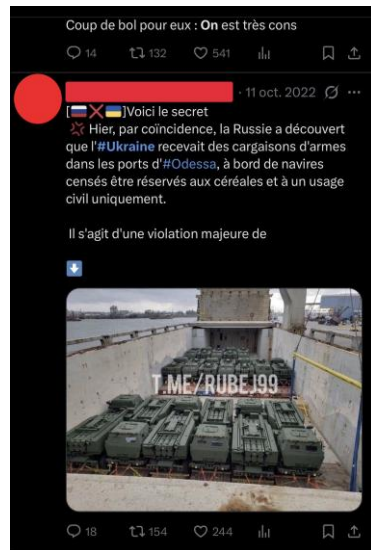 Coup de bol pour eux : On est très cons
14 132 541
· 11 oct. 2022
[🇷🇺❌🇺🇦]Voici le secret
💢 Hier, par coïncidence, la Russie a découvert
que l'#Ukraine recevait des cargaisons d'armes
dans les ports d'#Odessa, à bord de navires
censés être réservés aux céréales et à un usage
civil uniquement.
Il s'agit d'une violation majeure de
⬇️
T.ME/RUBEJ99
18 154 244